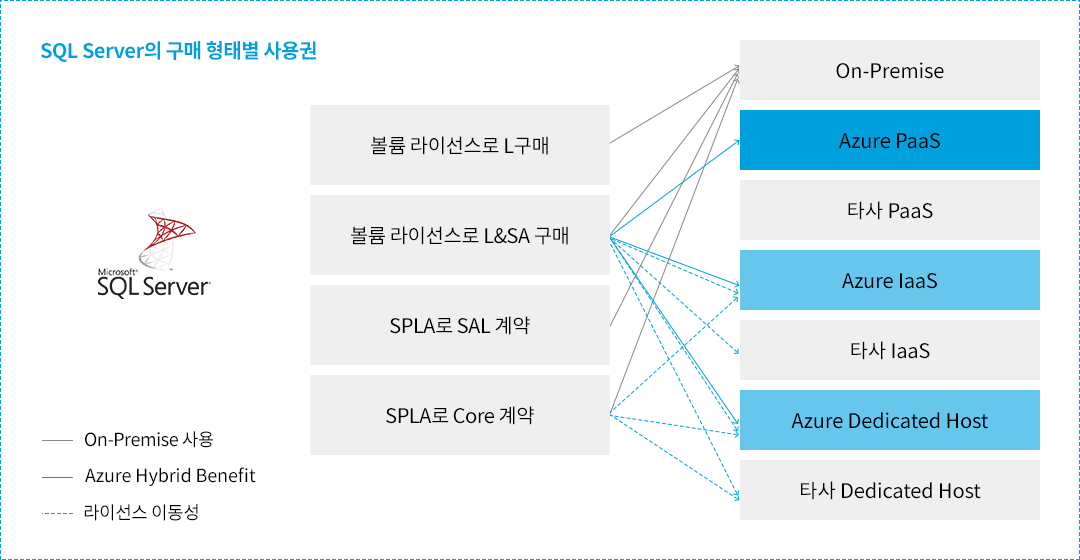 SQL Server의 구매 형태별 사용권
볼륨 라이선스로 L구매
볼륨 라이선스로 L&SA 구매
SPLA로 SAL 계약
SPLA로 Core 계약
On-Premise
Azure PaaS
타사 PaaS
Azure IaaS
타사 IaaS
Azure Dedicated Host
타사 Dedicated Host
Microsoft®
SQL Server®
On-Premise 사용
Azure Hybrid Benefit
라이선스 이동성